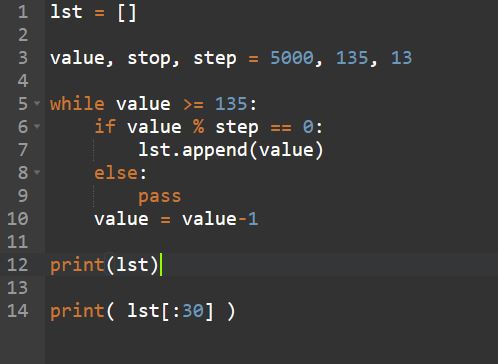 1 lst = []
2
3 value, stop, step = 5000, 135, 13
4
5 while value >= 135:
6     if value % step == 0:
7         lst.append(value)
8     else:
9         pass
10     value = value-1
11
12 print(lst)
13
14 print( lst[:30] )